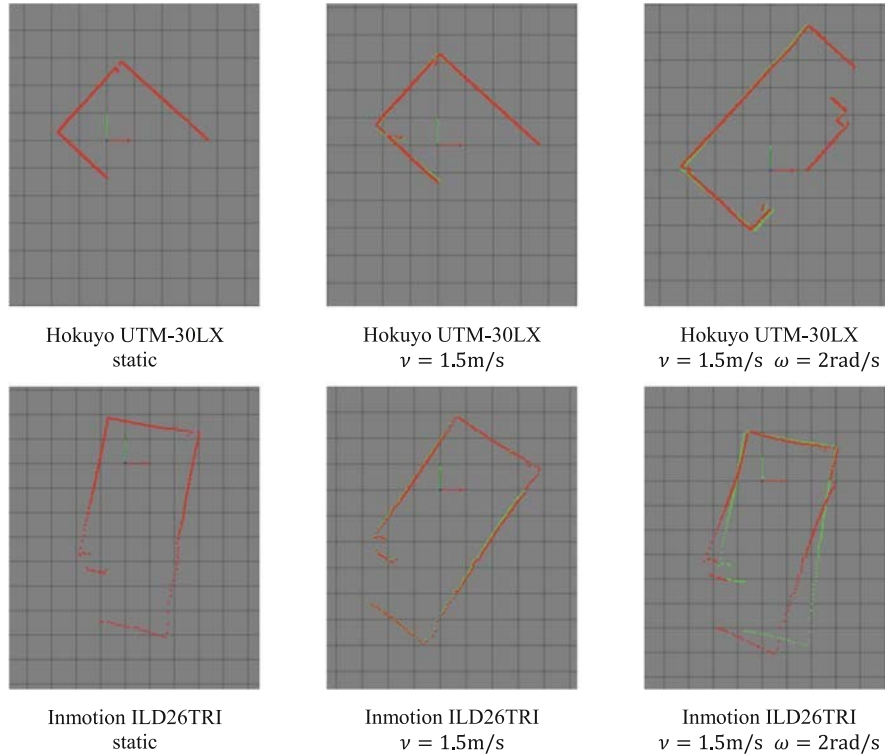 Hokuyo UTM-30LX
static
Hokuyo UTM-30LX
ν = 1.5m/s
Hokuyo UTM-30LX
ν = 1.5m/s ω = 2rad/s
Inmotion ILD26TRI
static
Inmotion ILD26TRI
ν = 1.5m/s
Inmotion ILD26TRI
ν = 1.5m/s ω = 2rad/s